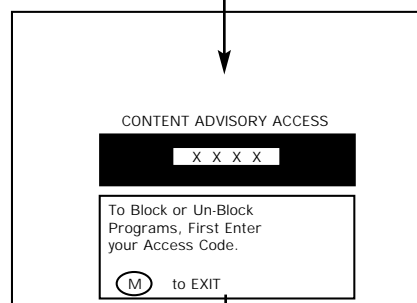 CONTENT ADVISORY ACCESS
X X X X
To Block or Un-Block
Programs, First Enter
your Access Code.
M to EXIT